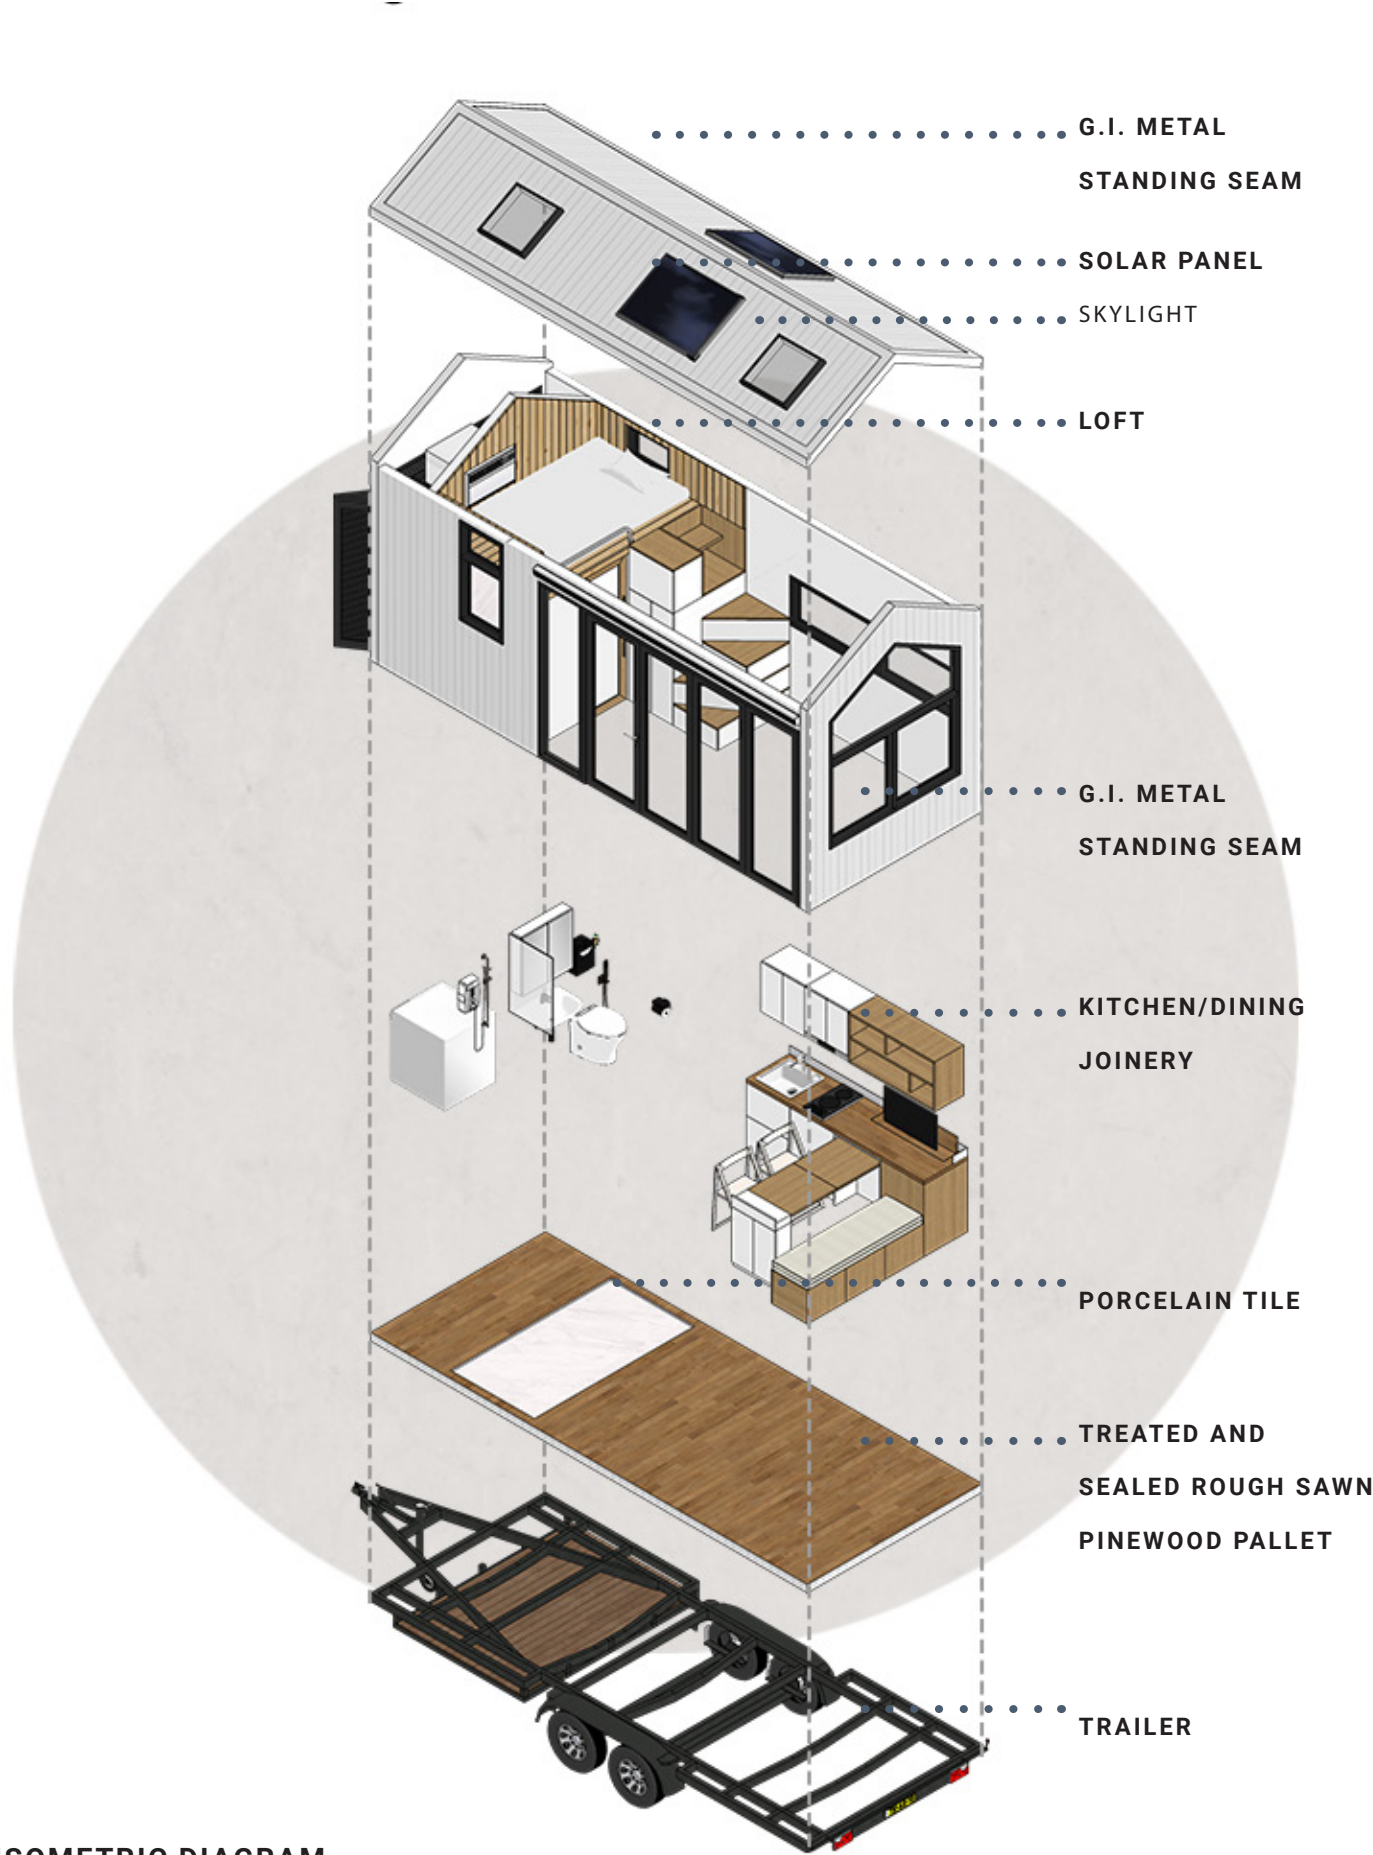 G.I. METAL
STANDING SEAM
SOLAR PANEL
SKYLIGHT
LOFT
G.I. METAL
STANDING SEAM
KITCHEN/DINING
JOINERY
PORCELAIN TILE
TREATED AND
SEALED ROUGH SAWN
PINEWOOD PALLET
TRAILER
DIAGRAM